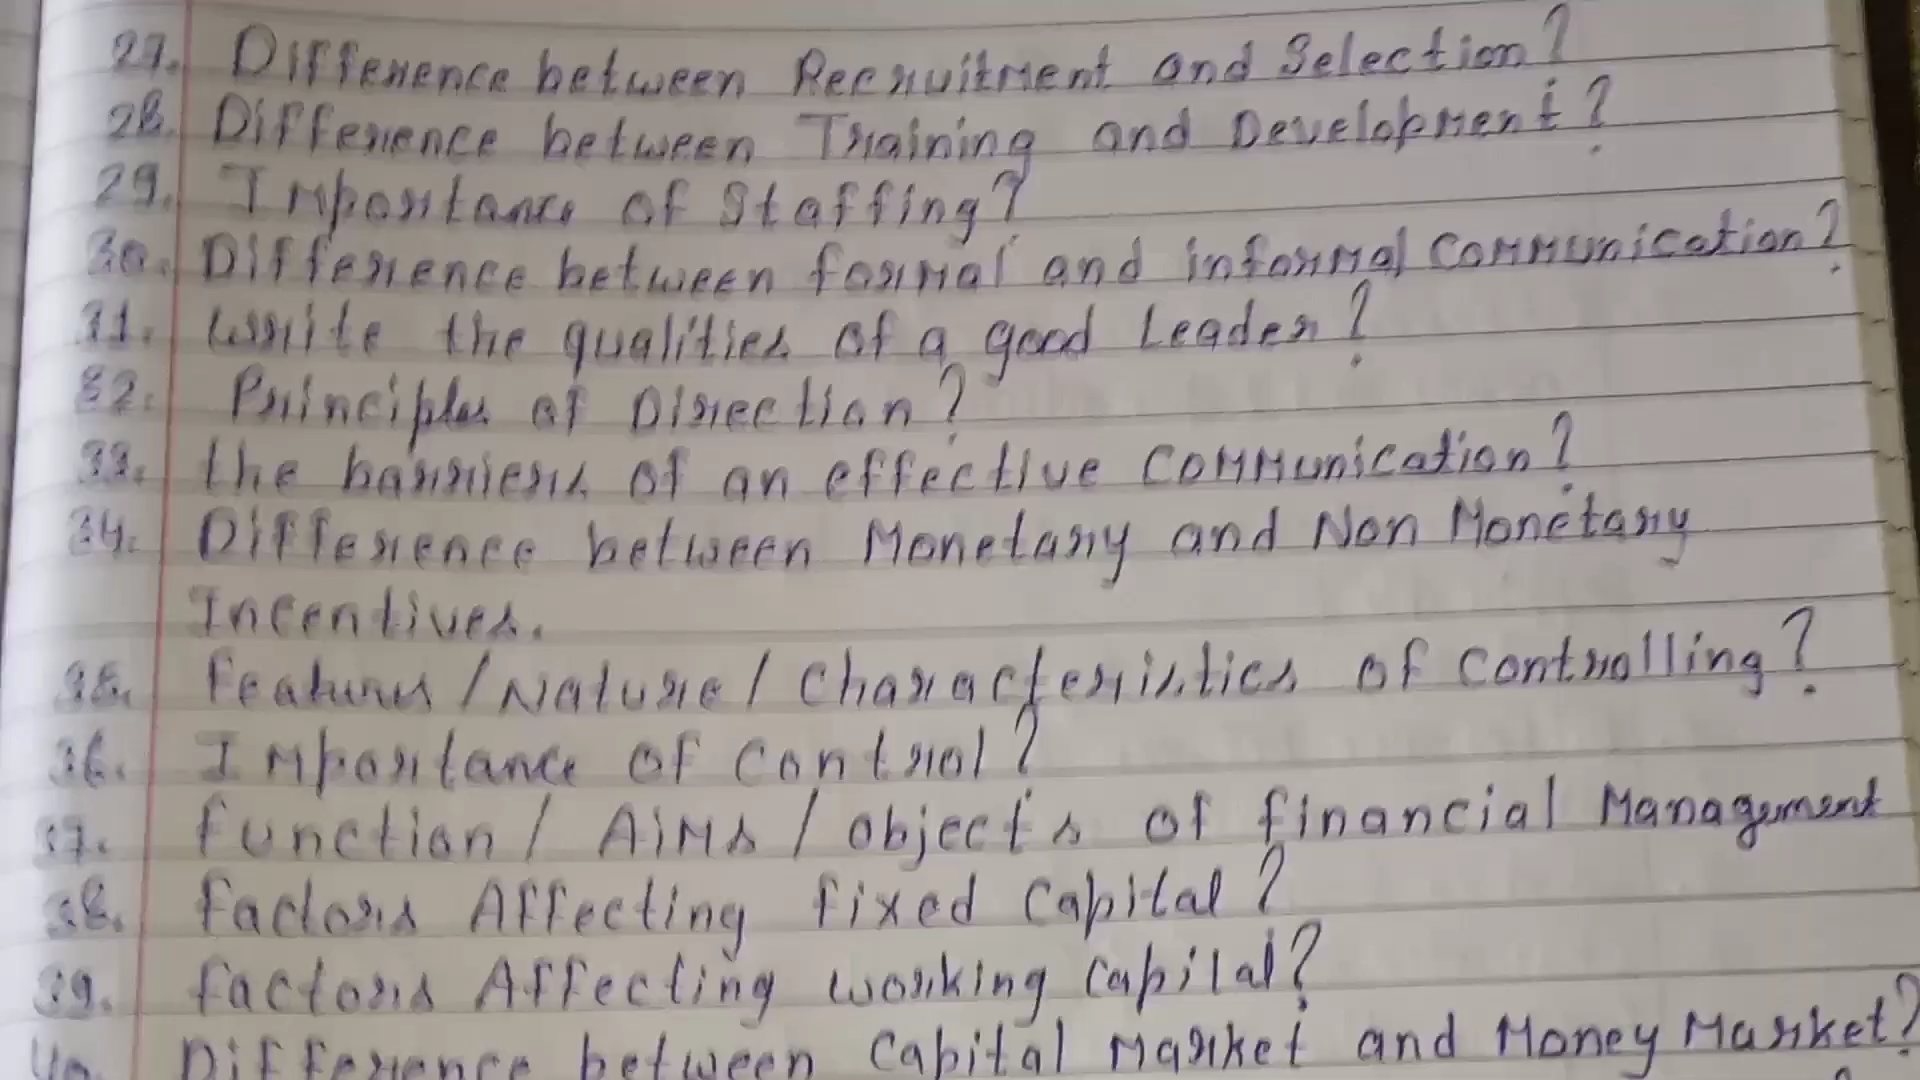 27. Difference between Recruitment and Selection?
28. Difference between Training and Development?
29. Importance of Staffing?
30. Difference between formal and informal Communication?
31. Write the qualities of a good Leader?
32. Principles of Direction?
33. the barriers of an effective Communication?
34. Difference between Monetary and Non Monetary
Incentives.
35. Features / Nature / Characteristics of Controlling?
36. Importance of Control?
37. function / Aims / objects of financial Management
38. factors Affecting fixed Capital?
39. factors Affecting working Capital?
40. Difference between Capital Market and Money Market?